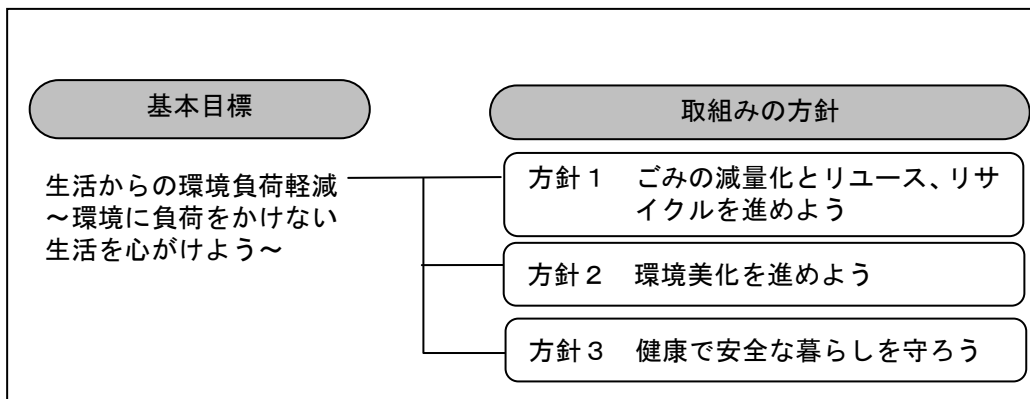 基本目標
取組みの方針
生活からの環境負荷軽減
～環境に負荷をかけない
生活を心がけよう～
方針１　ごみの減量化とリユース、リサ
イクルを進めよう
方針２　環境美化を進めよう
方針３　健康で安全な暮らしを守ろう